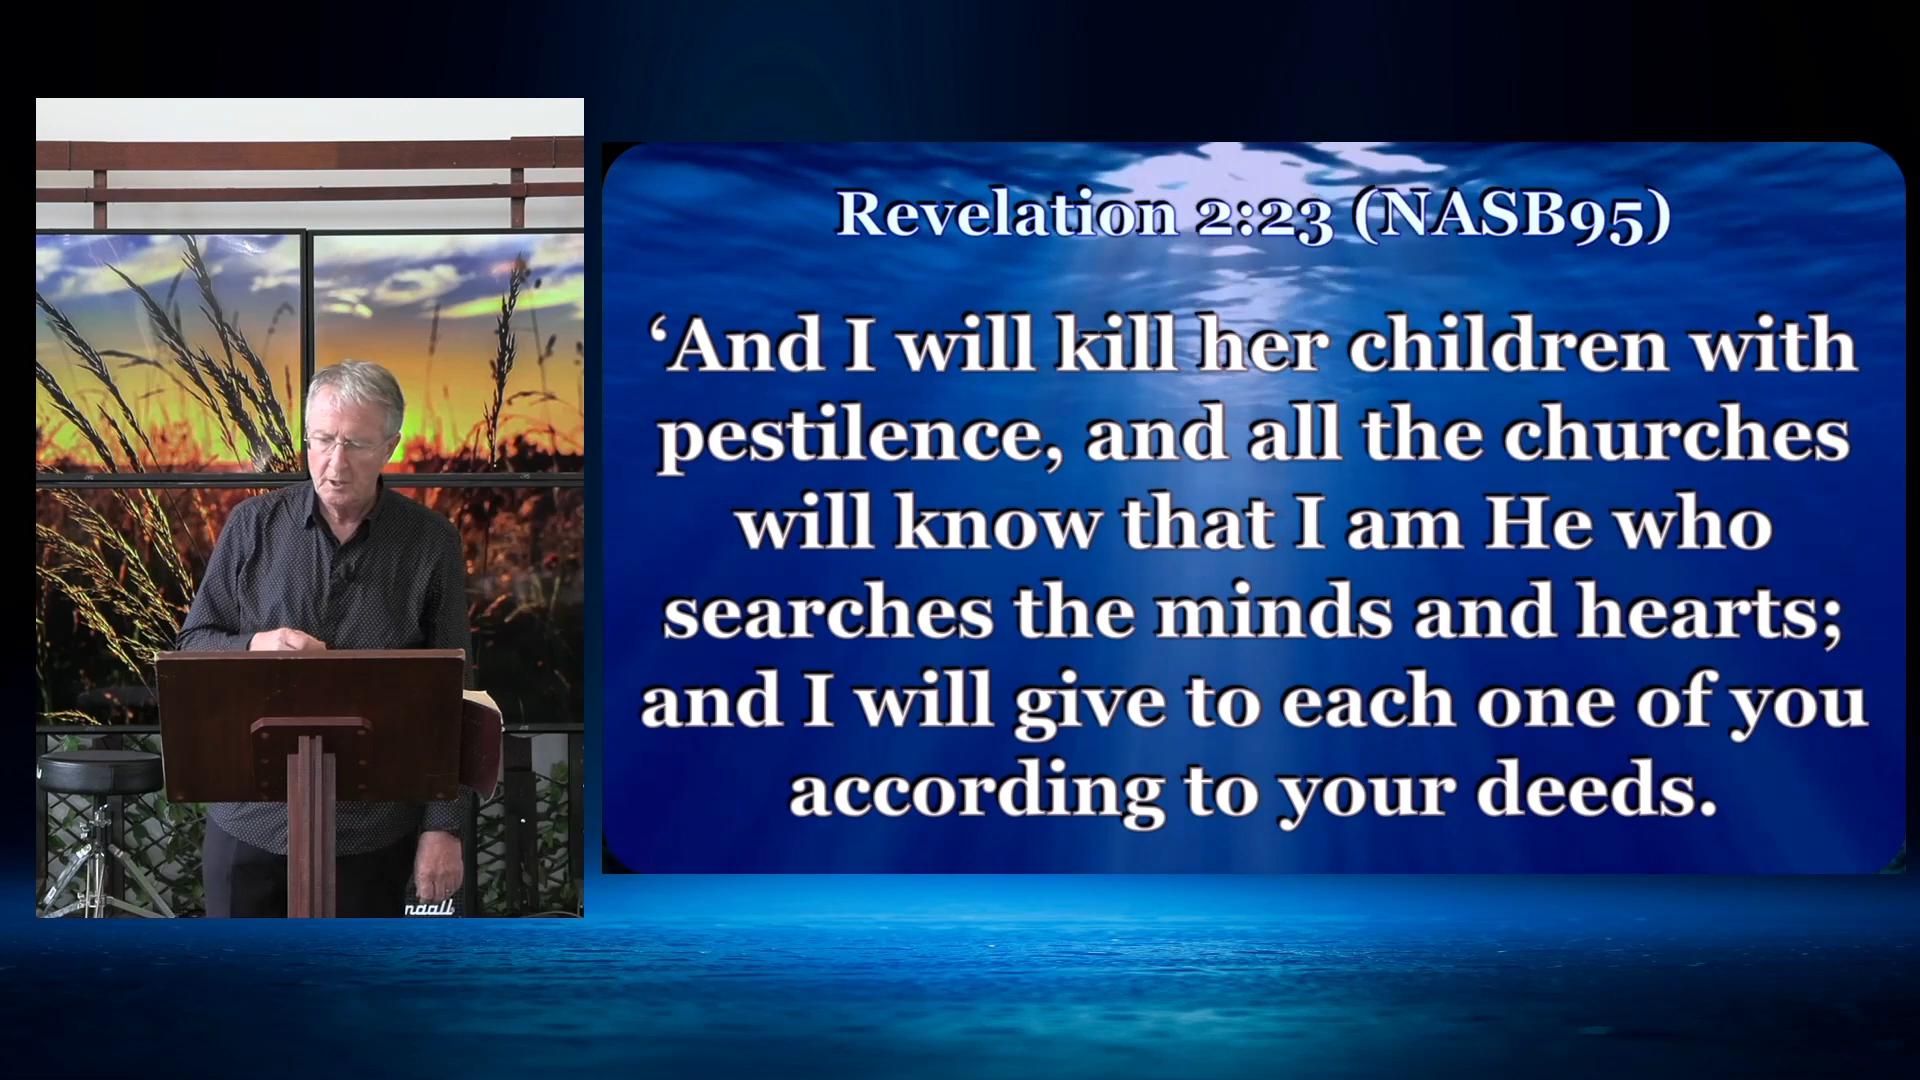 Revelation 2:23 (NASB95)
‘And I will kill her children with
pestilence, and all the churches
will know that I am He who
searches the minds and hearts;
and I will give to each one of you
according to your deeds.